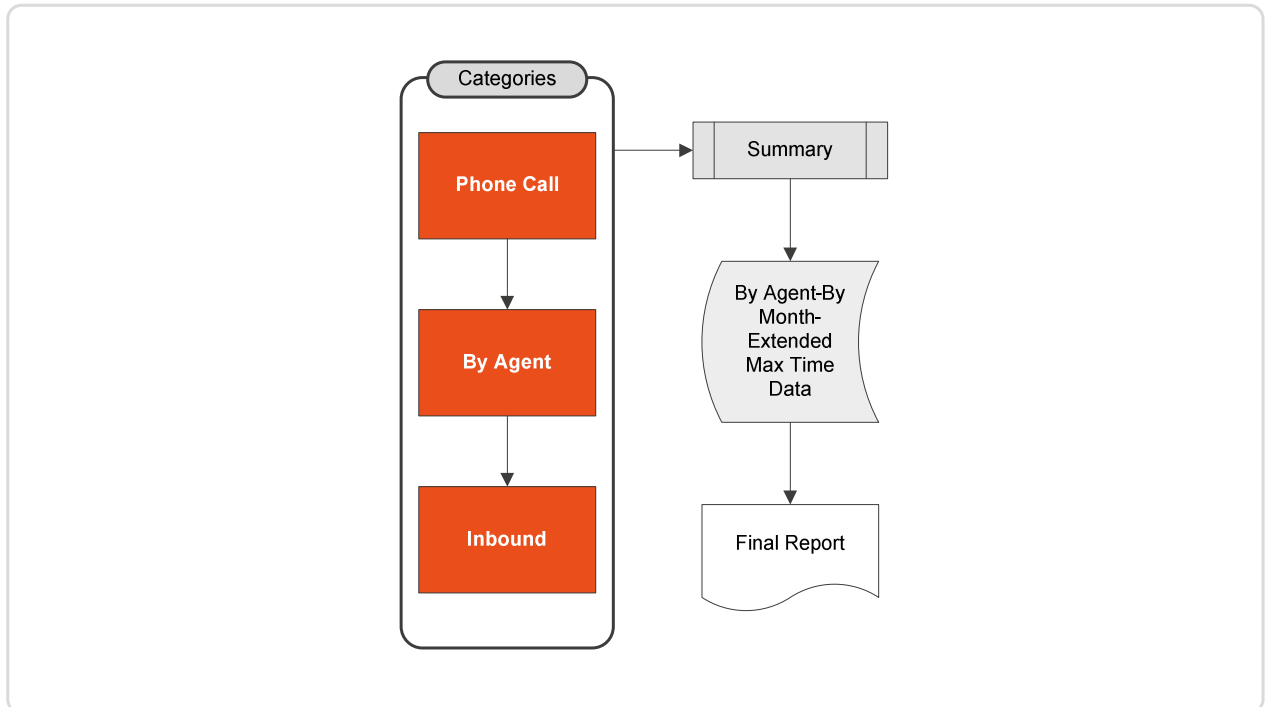 Categories
Phone Call
By Agent
Inbound
Summary
By Agent-By
Month-
Extended
Max Time
Data
Final Report